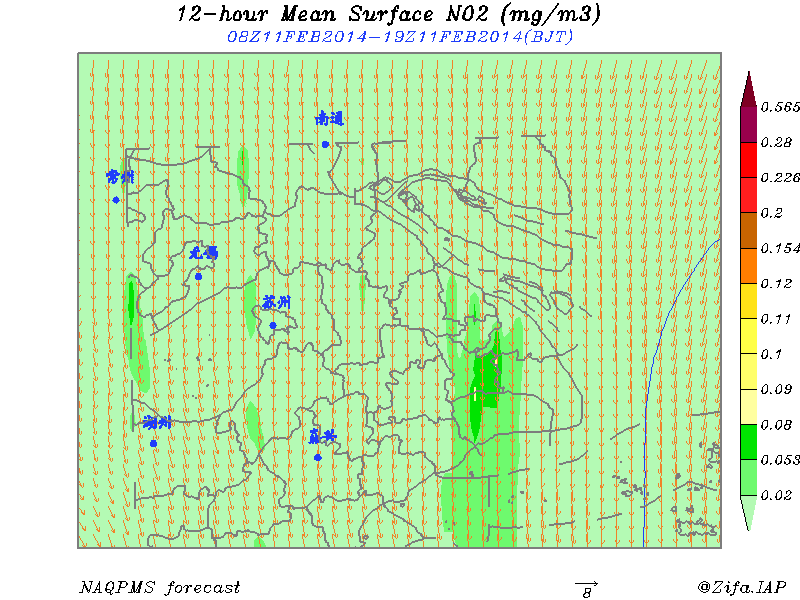 12-hour Mean Surface NO2 (mg/m3)
08Z11FEB2014-19Z11FEB2014(BJT)
南通
常州
无锡
苏州
湖州
嘉兴
0.565
0.28
0.226
0.2
0.154
0.12
0.11
0.1
0.09
0.08
0.053
0.02
NAQPMS forecast
8
@Zifa.IAP